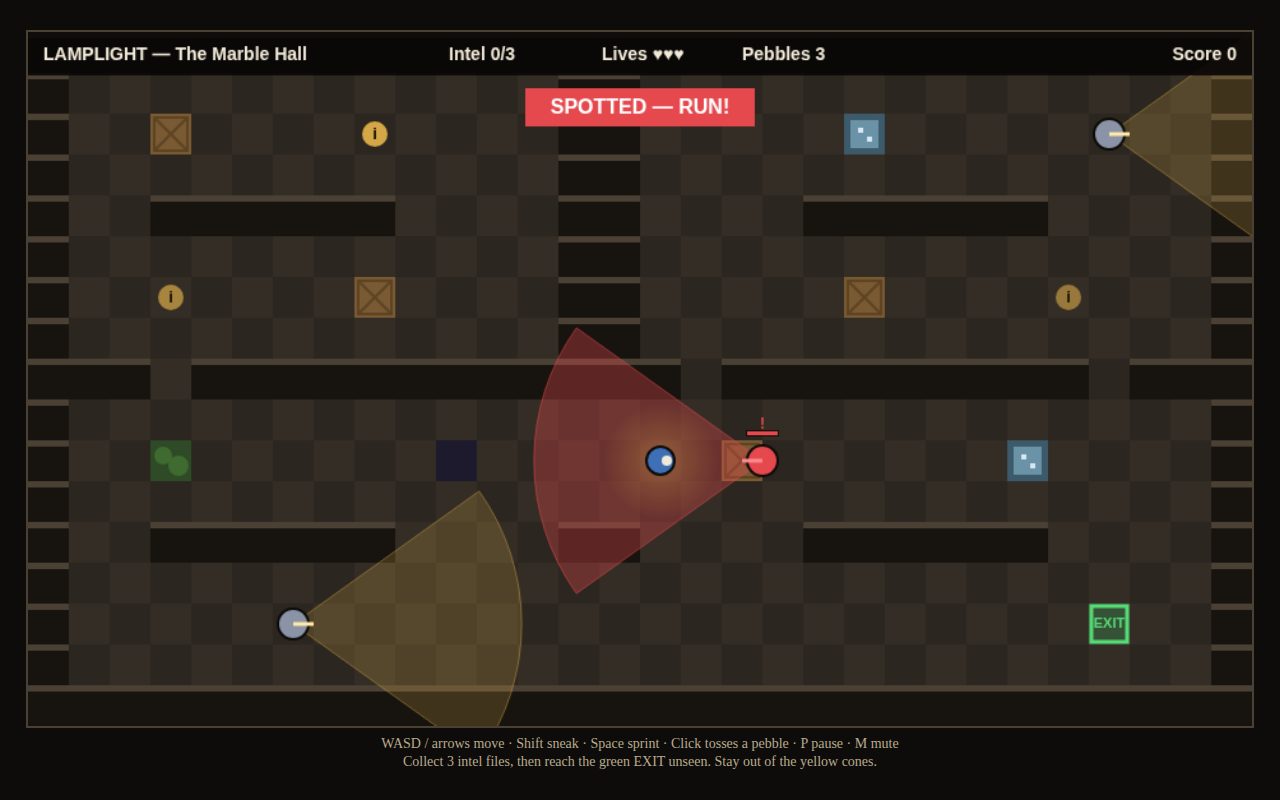 LAMPLIGHT — The Marble Hall Intel 0/3 Lives ♥♥♥ Pebbles 3 Score 0
SPOTTED — RUN!
i
i
i
!
EXIT
WASD / arrows move · Shift sneak · Space sprint · Click tosses a pebble · P pause · M mute
Collect 3 intel files, then reach the green EXIT unseen. Stay out of the yellow cones.